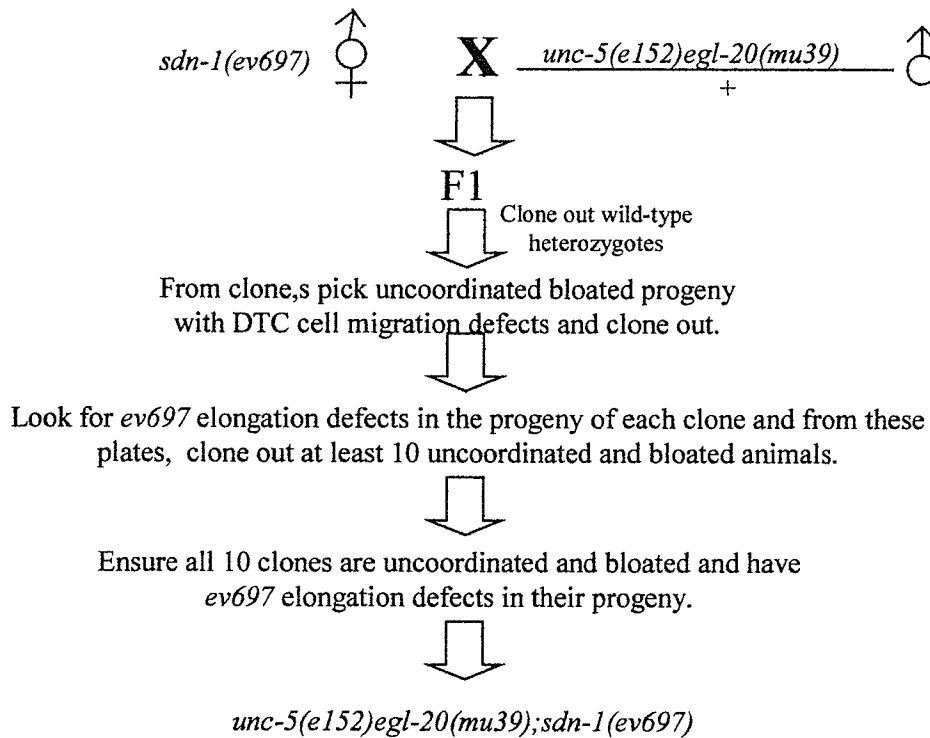 sdn-1(ev697) X unc-5(e152)egl-20(mu39)
+
F1
Clone out wild-type
heterozygotes
From clone,s pick uncoordinated bloated progeny
with DTC cell migration defects and clone out.
Look for ev697 elongation defects in the progeny of each clone and from these
plates, clone out at least 10 uncoordinated and bloated animals.
Ensure all 10 clones are uncoordinated and bloated and have
ev697 elongation defects in their progeny.
unc-5(e152)egl-20(mu39);sdn-1(ev697)